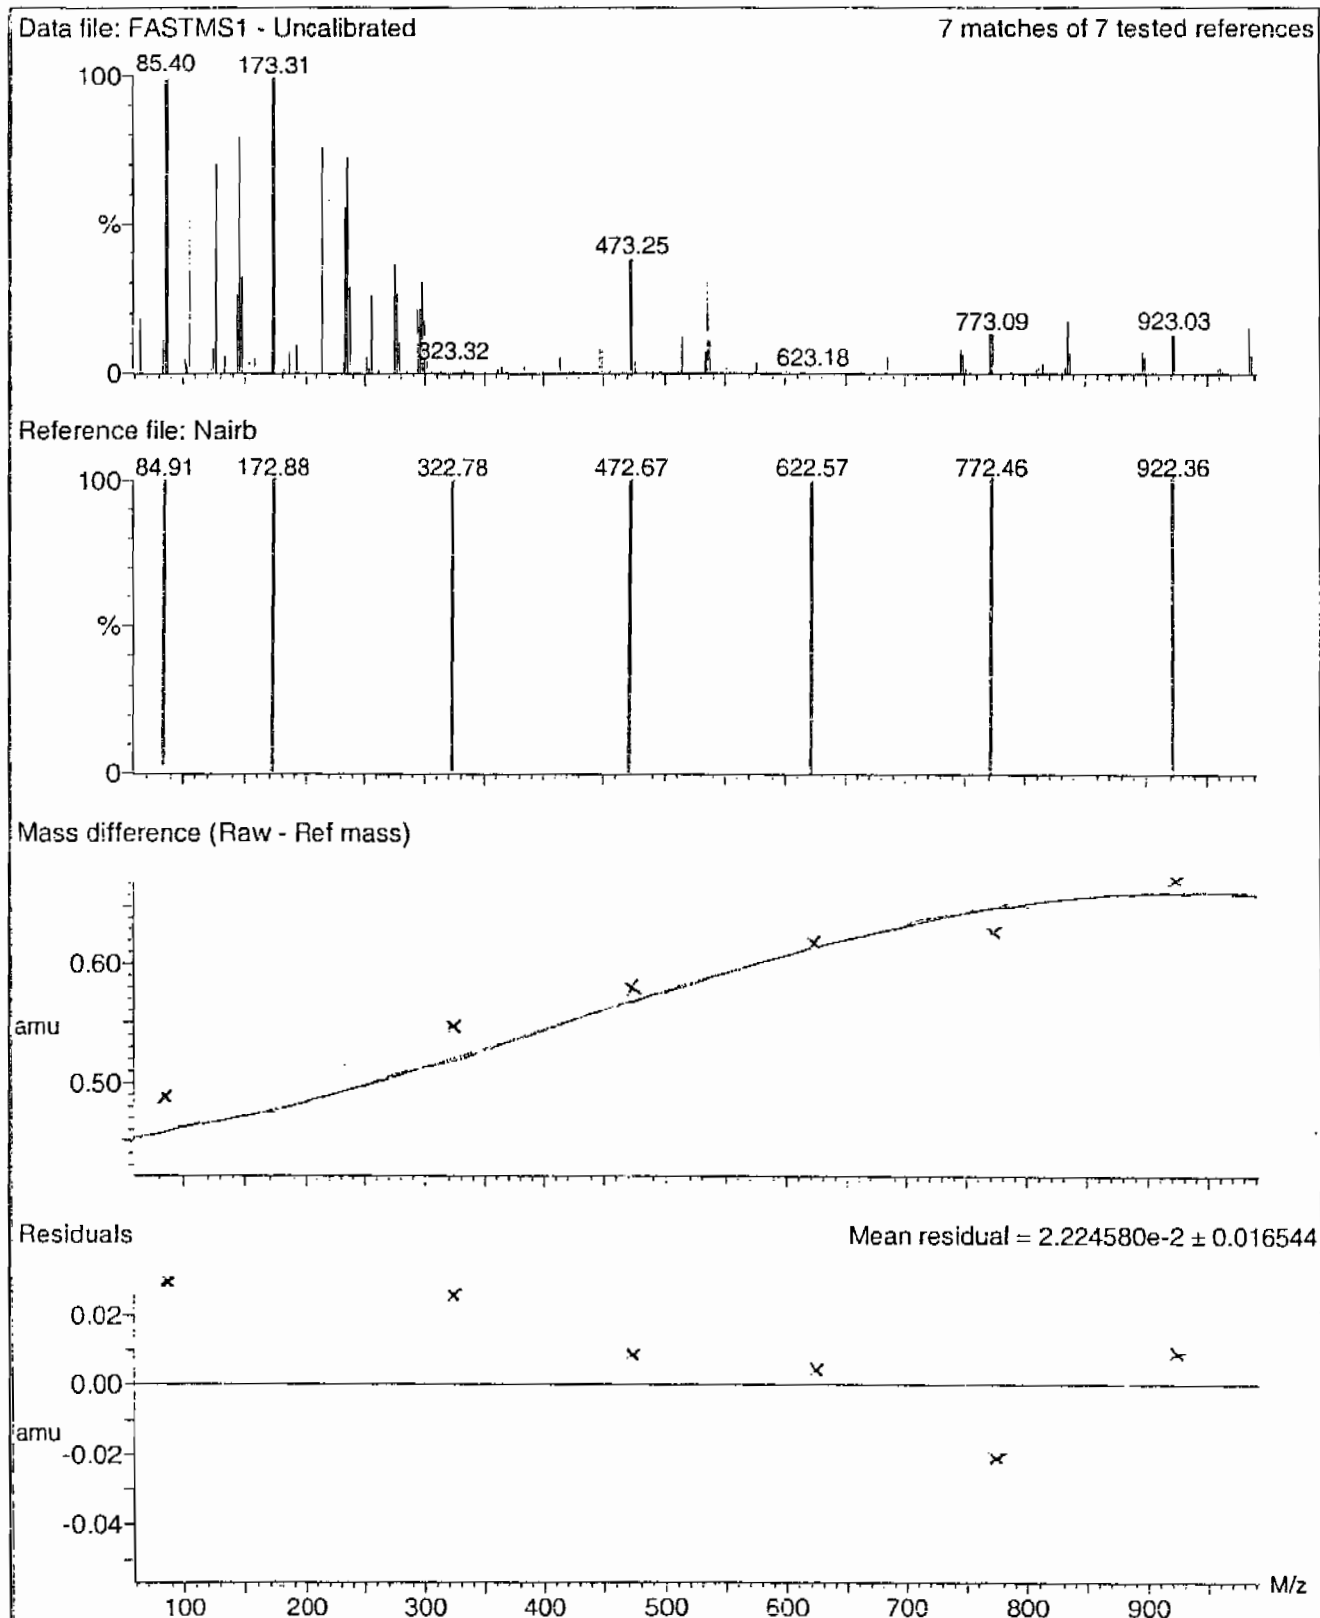 Data file: FASTMS1 - Uncalibrated 7 matches of 7 tested references
85.40 173.31
100
%
473.25
773.09 923.03
323.32 623.18
0
Reference file: Nairb
84.91 172.88 322.78 472.67 622.57 772.46 922.36
100
%
0
Mass difference (Raw - Ref mass)
0.60
amu
0.50
Residuals Mean residual = 2.224580e-2 ± 0.016544
0.02
0.00
amu
-0.02
-0.04
M/z
100 200 300 400 500 600 700 800 900